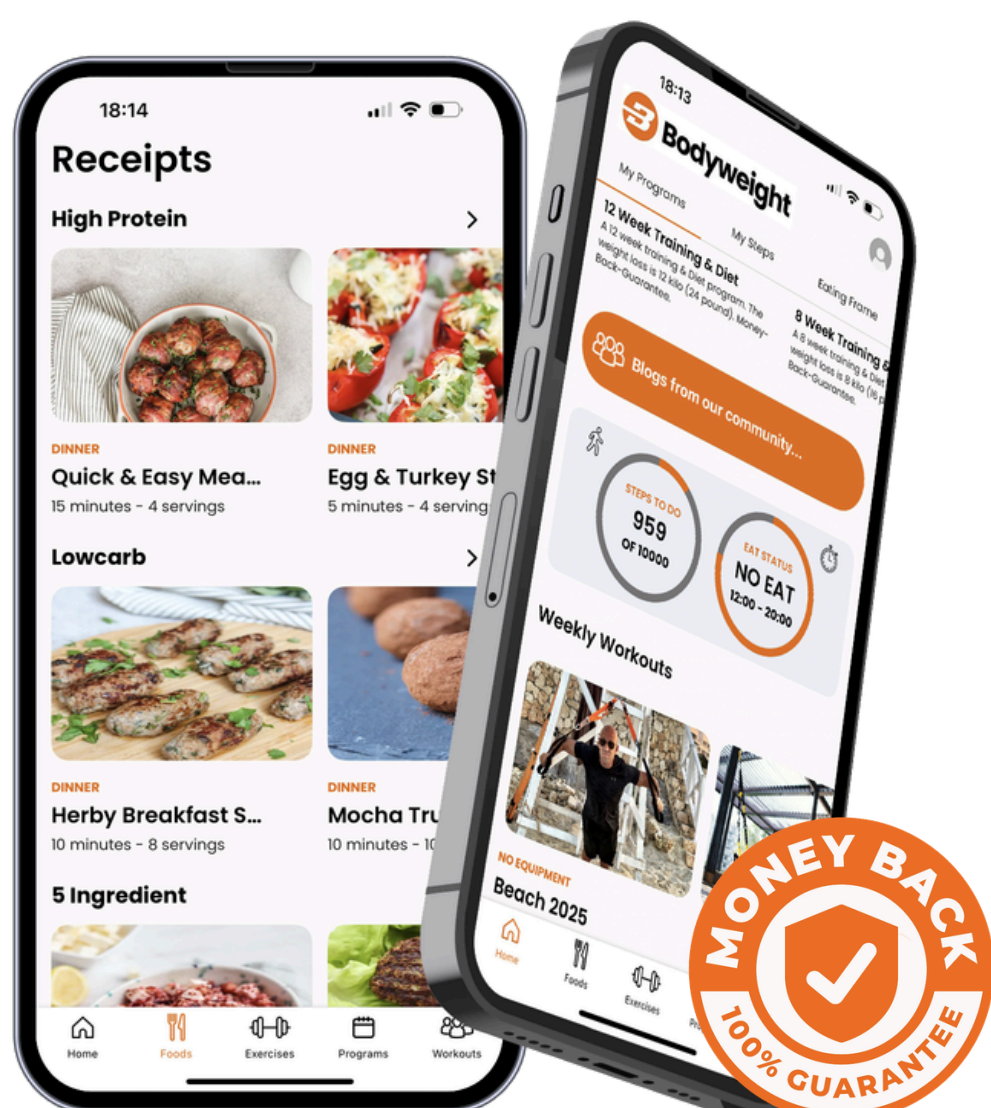 18:14
Receipts
High Protein
DINNER
Quick & Easy Mea...
15 minutes - 4 servings
DINNER
Egg & Turkey St
5 minutes - 4 serving
Lowcarb
DINNER
Herby Breakfast S...
10 minutes - 8 servings
DINNER
Mocha Tru
10 minutes - 10
5 Ingredient
Home
Foods
Exercises
Programs
Workouts
18:13
Bodyweight
My Programs
My Steps
Eating Frame
12 Week Training & Diet
A 12 week training & Diet program. The
weight loss is 12 kilo (24 pound). Money-
Back-Guarantee.
8 Week Training &
A 8 week training & Diet
weight loss is 8 kilo (16 p
Back-Guarantee.
Blogs from our community...
STEPS TO DO
959
OF 10000
EAT STATUS
NO EAT
12:00 - 20:00
Weekly Workouts
NO EQUIPMENT
Beach 2025
Home
Foods
Exercises
Pr
MONEY BACK
100% GUARANTEE